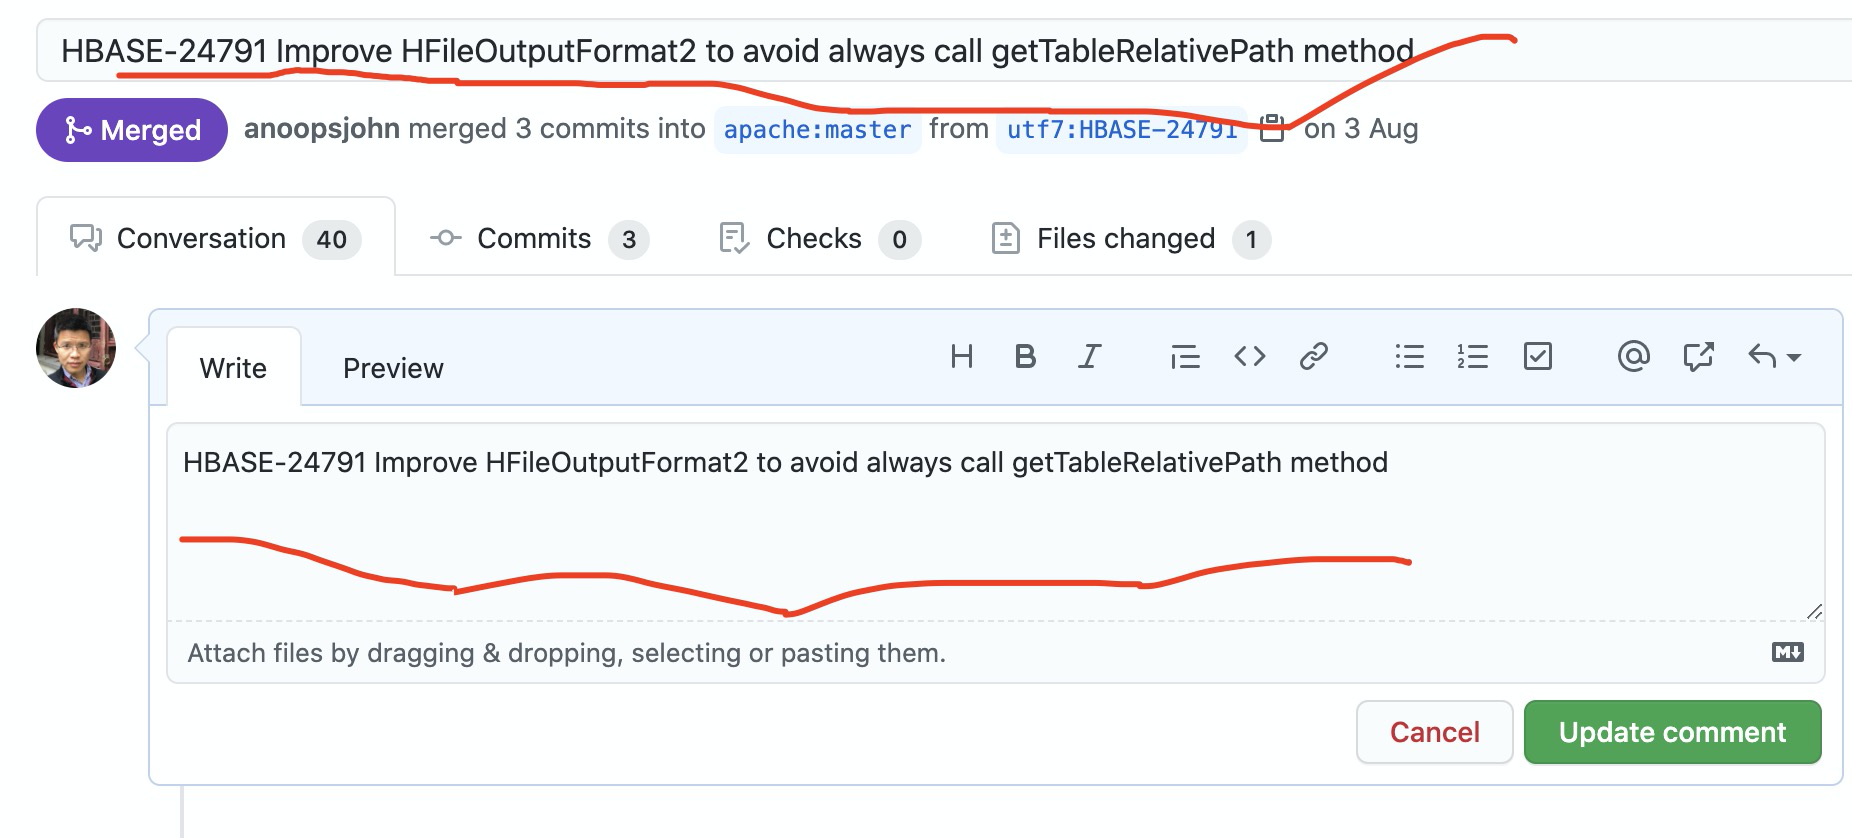 HBASE-24791 Improve HFileOutputFormat2 to avoid always call getTableRelativePath method
Merged anoopsjohn merged 3 commits into apache:master from utf7:HBASE-24791 on 3 Aug
Conversation 40 Commits 3 Checks 0 Files changed 1
Write Preview H B I
HBASE-24791 Improve HFileOutputFormat2 to avoid always call getTableRelativePath method
Attach files by dragging & dropping, selecting or pasting them. M
Cancel Update comment